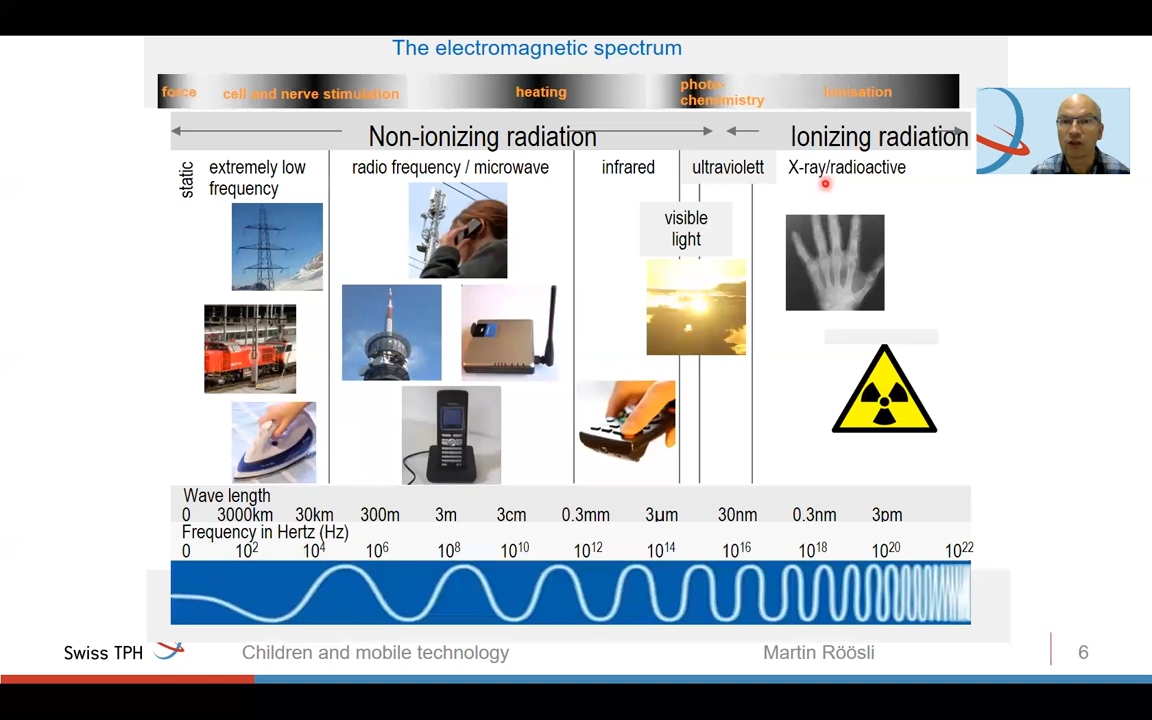 The electromagnetic spectrum
force cell and nerve stimulation heating photo- Ionisation
chemmistry
Non-ionizing radiation Ionizing radiation
static extremely low radio frequency / microwave infrared ultraviolett X-ray/radioactive
frequency
visible
light
Wave length
0 3000km 30km 300m 3m 3cm 0.3mm 3µm 30nm 0.3nm 3pm
Frequency in Hertz (Hz)
0 10² 10⁴ 10⁶ 10⁸ 10¹⁰ 10¹² 10¹⁴ 10¹⁶ 10¹⁸ 10²⁰ 10²²
Swiss TPH Children and mobile technology Martin Röösli 6